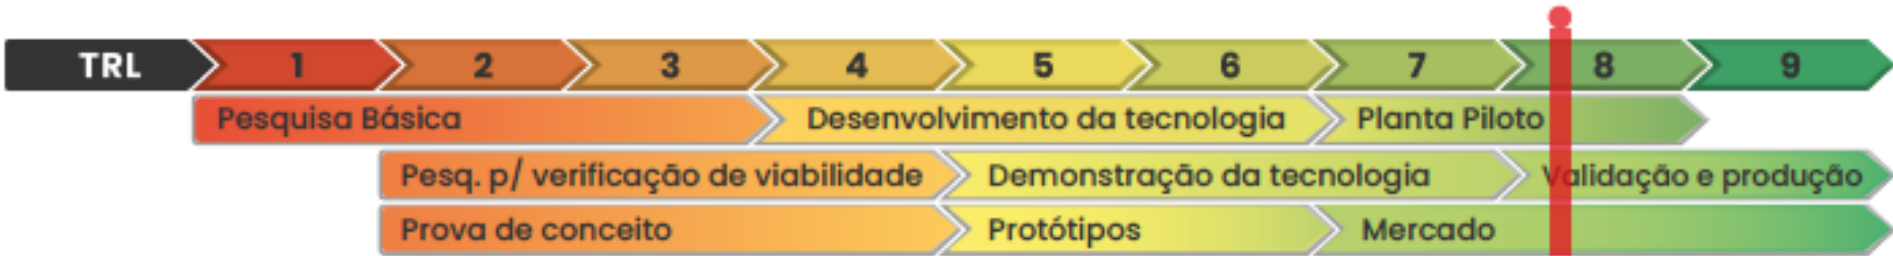 TRL 1 2 3 4 5 6 7 8 9
Pesquisa Básica Desenvolvimento da tecnologia Planta Piloto
Pesq. p/ verificação de viabilidade Demonstração da tecnologia Validação e produção
Prova de conceito Protótipos Mercado